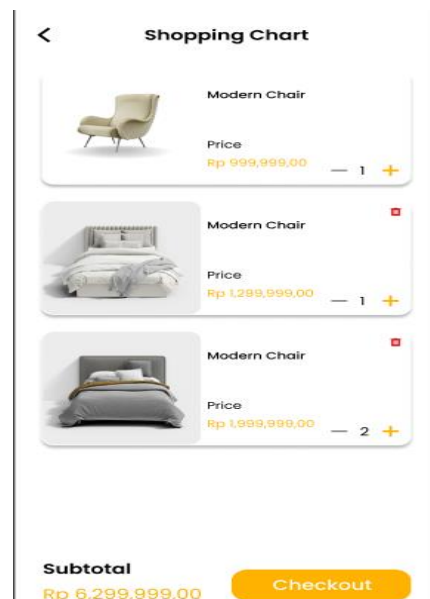 Shopping Chart
Modern Chair
Price
Rp 999,999,00
1
Modern Chair
Price
Rp 1,299,999,00
1
Modern Chair
Price
Rp 1,999,999,00
2
Subtotal
Rp 6,299,999,00
Checkout